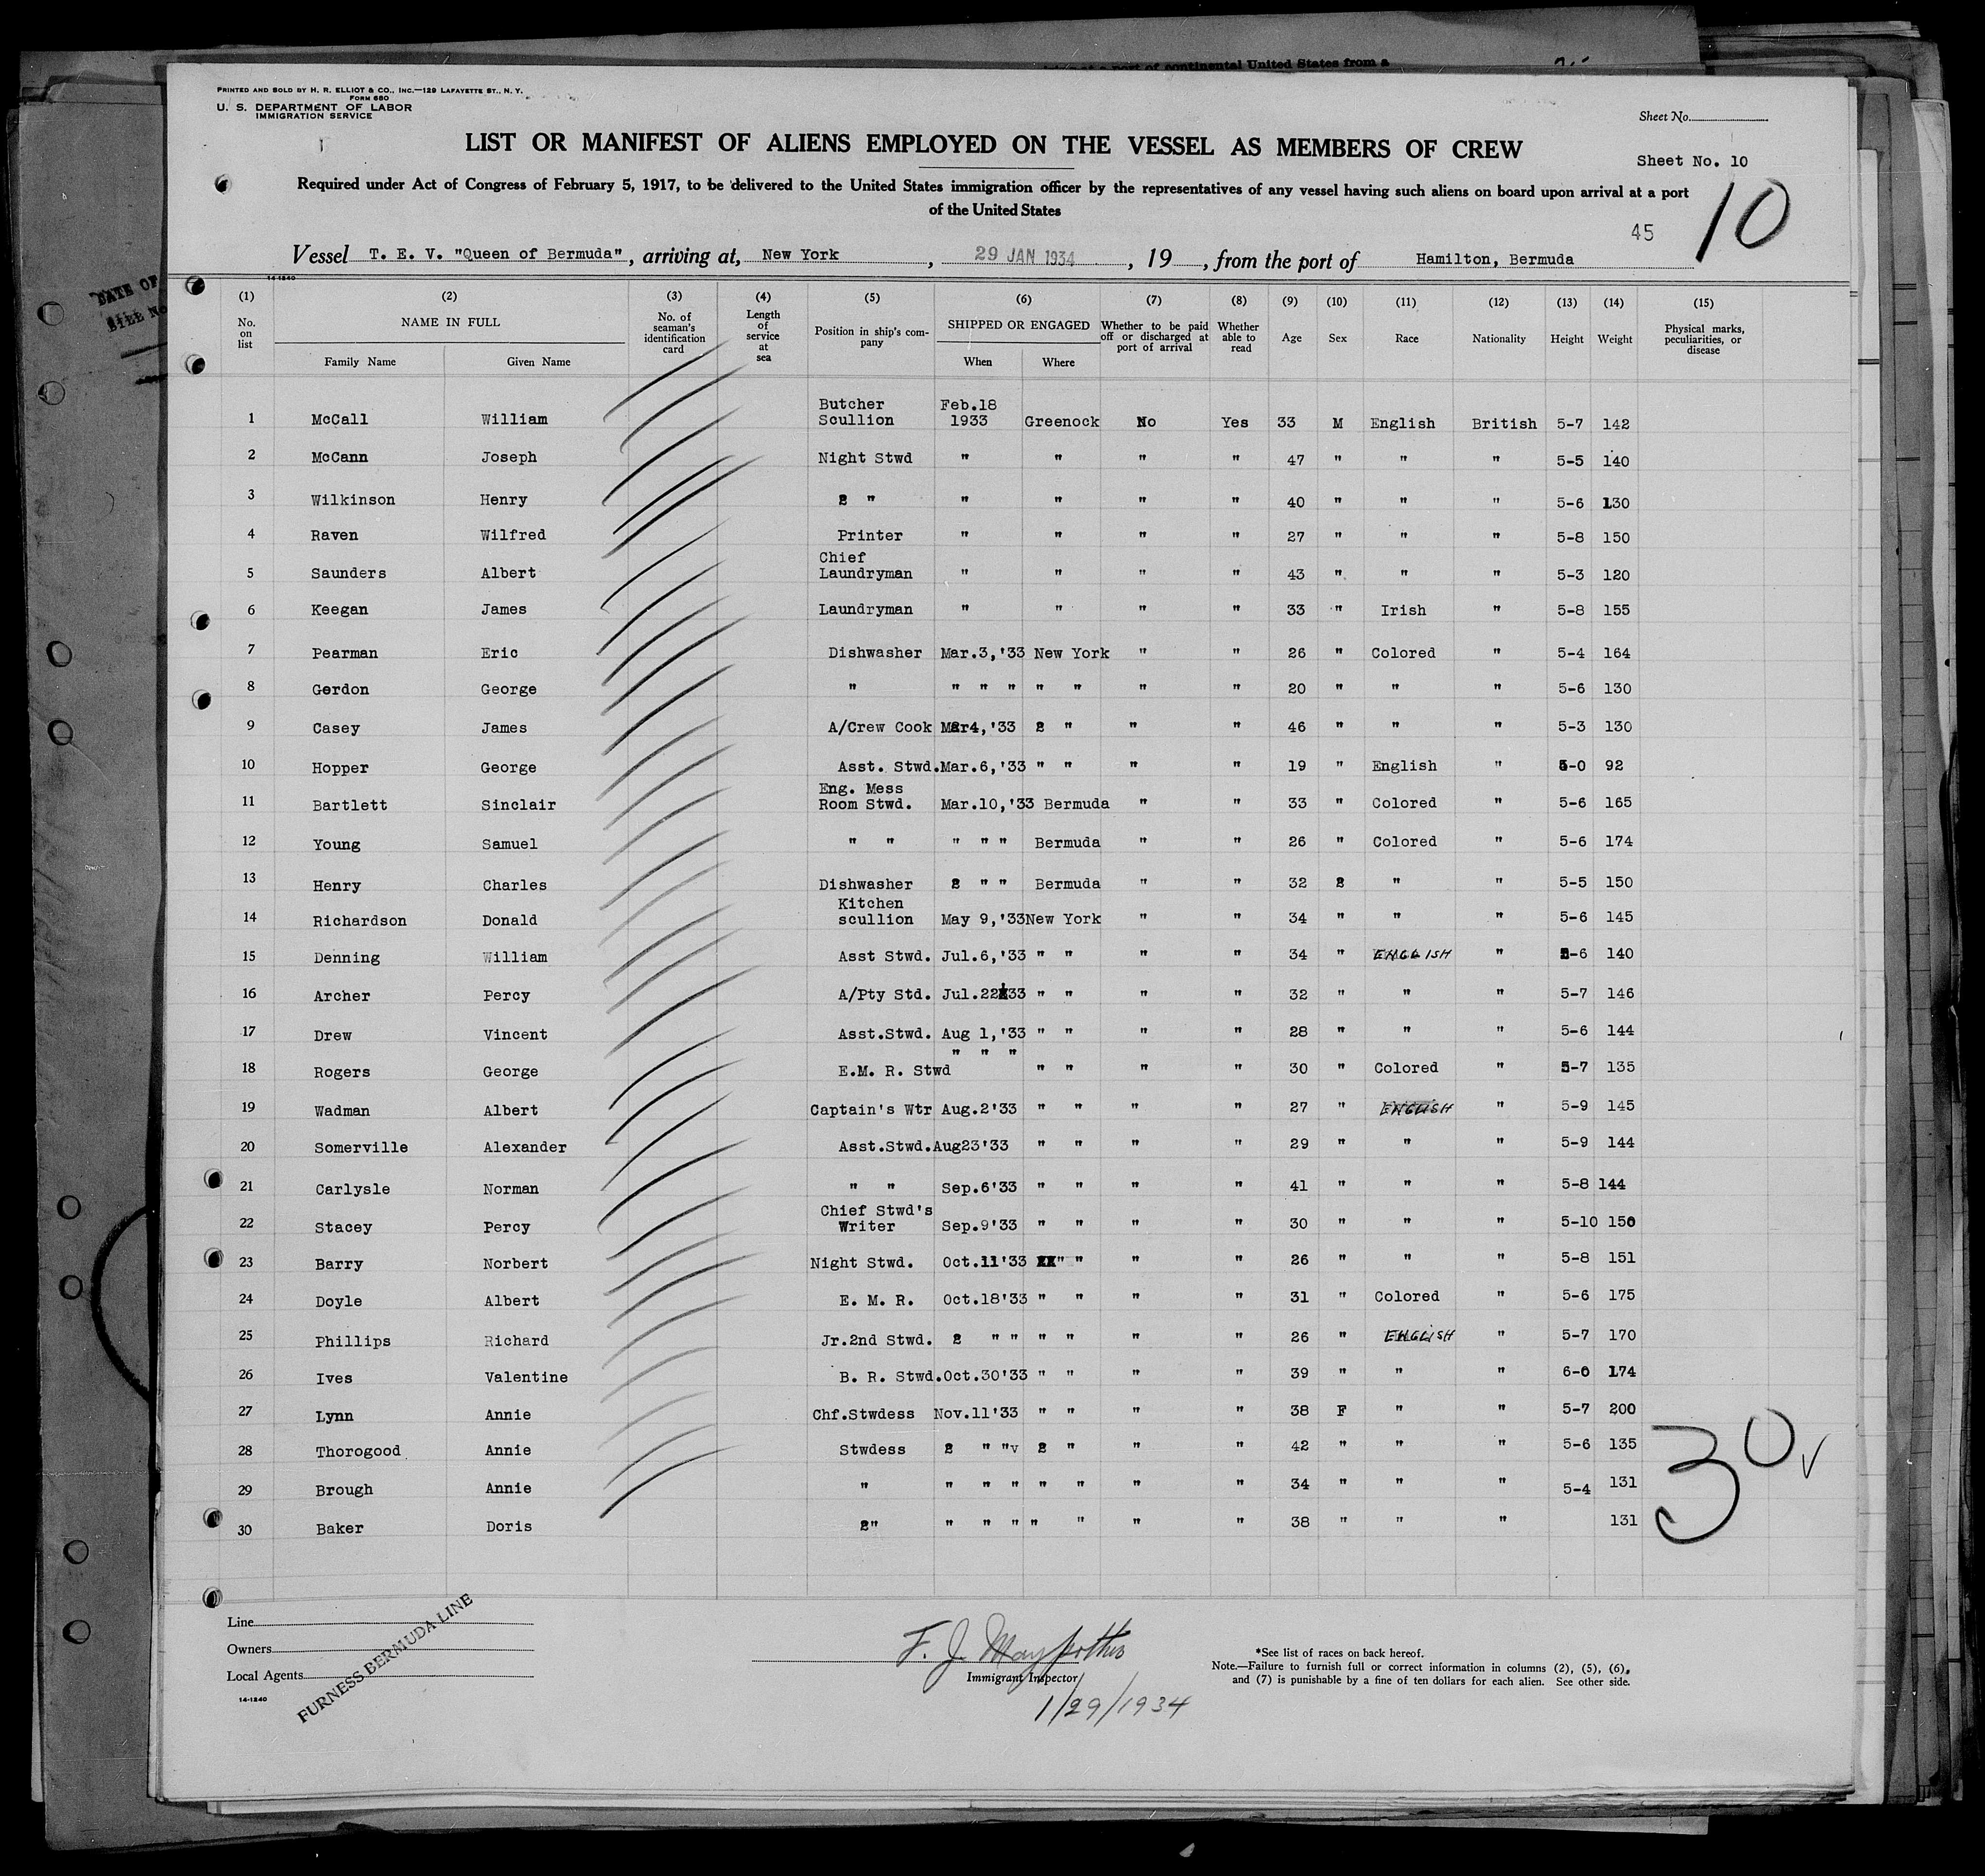 sion at a port of continental United States from a
PRINTED AND SOLD BY H. R. ELLIOT & CO., INC.—129 LAFAYETTE ST., N. Y.
FORM 680
U. S. DEPARTMENT OF LABOR
IMMIGRATION SERVICE
Sheet No.
LIST OR MANIFEST OF ALIENS EMPLOYED ON THE VESSEL AS MEMBERS OF CREW
Sheet No. 10
10
Required under Act of Congress of February 5, 1917, to be delivered to the United States immigration officer by the representatives of any vessel having such aliens on board upon arrival at a port
of the United States
45
Vessel T. E. V. "Queen of Bermuda", arriving at, New York, 29 JAN 1934, 19, from the port of Hamilton, Bermuda
14-1240
DATE OF
(1) (2) (3) (4) (5) (6) (7) (8) (9) (10) (11) (12) (13) (14) (15)
No. on list NAME IN FULL No. of seaman's identification card Length of service at sea Position in ship's company SHIPPED OR ENGAGED Whether to be paid off or discharged at port of arrival Whether able to read Age Sex Race Nationality Height Weight Physical marks, peculiarities, or disease
Family Name Given Name When Where
1 McCall William Butcher Scullion Feb.18 1933 Greenock No Yes 33 M English British 5-7 142
2 McCann Joseph Night Stwd " " " " 47 " " " 5-5 140
3 Wilkinson Henry " " " " " " 40 " " " 5-6 130
4 Raven Wilfred Printer " " " " 27 " " " 5-8 150
5 Saunders Albert Chief Laundryman " " " " 43 " " " 5-3 120
6 Keegan James Laundryman " " " " 33 " Irish " 5-8 155
7 Pearman Eric Dishwasher Mar.3,'33 New York " " 26 " Colored " 5-4 164
8 Gordon George " " " " " " " " 20 " " " 5-6 130
9 Casey James A/Crew Cook Mar4,'33 " " " " 46 " " " 5-3 130
10 Hopper George Asst. Stwd. Mar.6,'33 " " " " 19 " English " 5-0 92
11 Bartlett Sinclair Eng. Mess Room Stwd. Mar.10,'33 Bermuda " " 33 " Colored " 5-6 165
12 Young Samuel " " " " " Bermuda " " 26 " Colored " 5-6 174
13 Henry Charles Dishwasher " " " Bermuda " " 32 " " " 5-5 150
14 Richardson Donald Kitchen scullion May 9,'33 New York " " 34 " " " 5-6 145
15 Denning William Asst Stwd. Jul.6,'33 " " " " 34 " ENGLISH " 5-6 140
16 Archer Percy A/Pty Std. Jul.22'33 " " " " 32 " " " 5-7 146
17 Drew Vincent Asst.Stwd. Aug 1,'33 " " " " 28 " " " 5-6 144
18 Rogers George E.M. R. Stwd " " " " " " " 30 " Colored " 5-7 135
19 Wadman Albert Captain's Wtr Aug.2'33 " " " " 27 " ENGLISH " 5-9 145
20 Somerville Alexander Asst.Stwd. Aug23'33 " " " " 29 " " " 5-9 144
21 Carlysle Norman " " Sep.6'33 " " " " 41 " " " 5-8 144
22 Stacey Percy Chief Stwd's Writer Sep.9'33 " " " " 30 " " " 5-10 150
23 Barry Norbert Night Stwd. Oct.11'33 " " " " 26 " " " 5-8 151
24 Doyle Albert E. M. R. Oct.18'33 " " " " 31 " Colored " 5-6 175
25 Phillips Richard Jr.2nd Stwd. " " " " " " " 26 " ENGLISH " 5-7 170
26 Ives Valentine B. R. Stwd. Oct.30'33 " " " " 39 " " " 6-0 174
27 Lynn Annie Chf.Stwdess Nov.11'33 " " " " 38 F " " 5-7 200
28 Thorogood Annie Stwdess " " "v " " " " 42 " " " 5-6 135
29 Brough Annie " " " " " " " " 34 " " " 5-4 131
30 Baker Doris " " " " " " " " 38 " " " 131
30 v
Line
Owners
Local Agents
FURNESS BERMUDA LINE
14-1240
Immigrant Inspector
1/29/1934
*See list of races on back hereof.
Note.—Failure to furnish full or correct information in columns (2), (5), (6), and (7) is punishable by a fine of ten dollars for each alien. See other side.